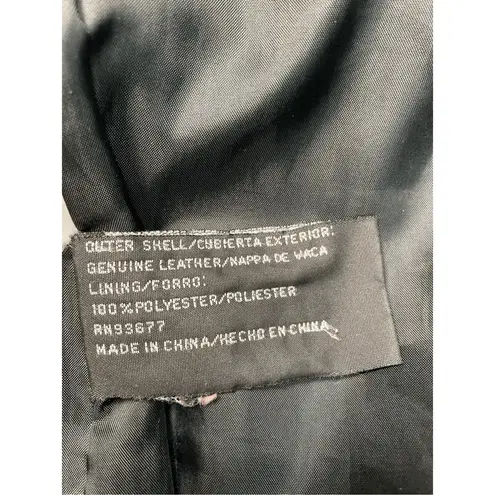 OUTER SHELL/CUBIERTA EXTERIOR:
GENUINE LEATHER/NAPPA DE VACA
LINING/FORRO:
100%POLYESTER/POLIESTER
RN93677
MADE IN CHINA/HECHO EN CHINA